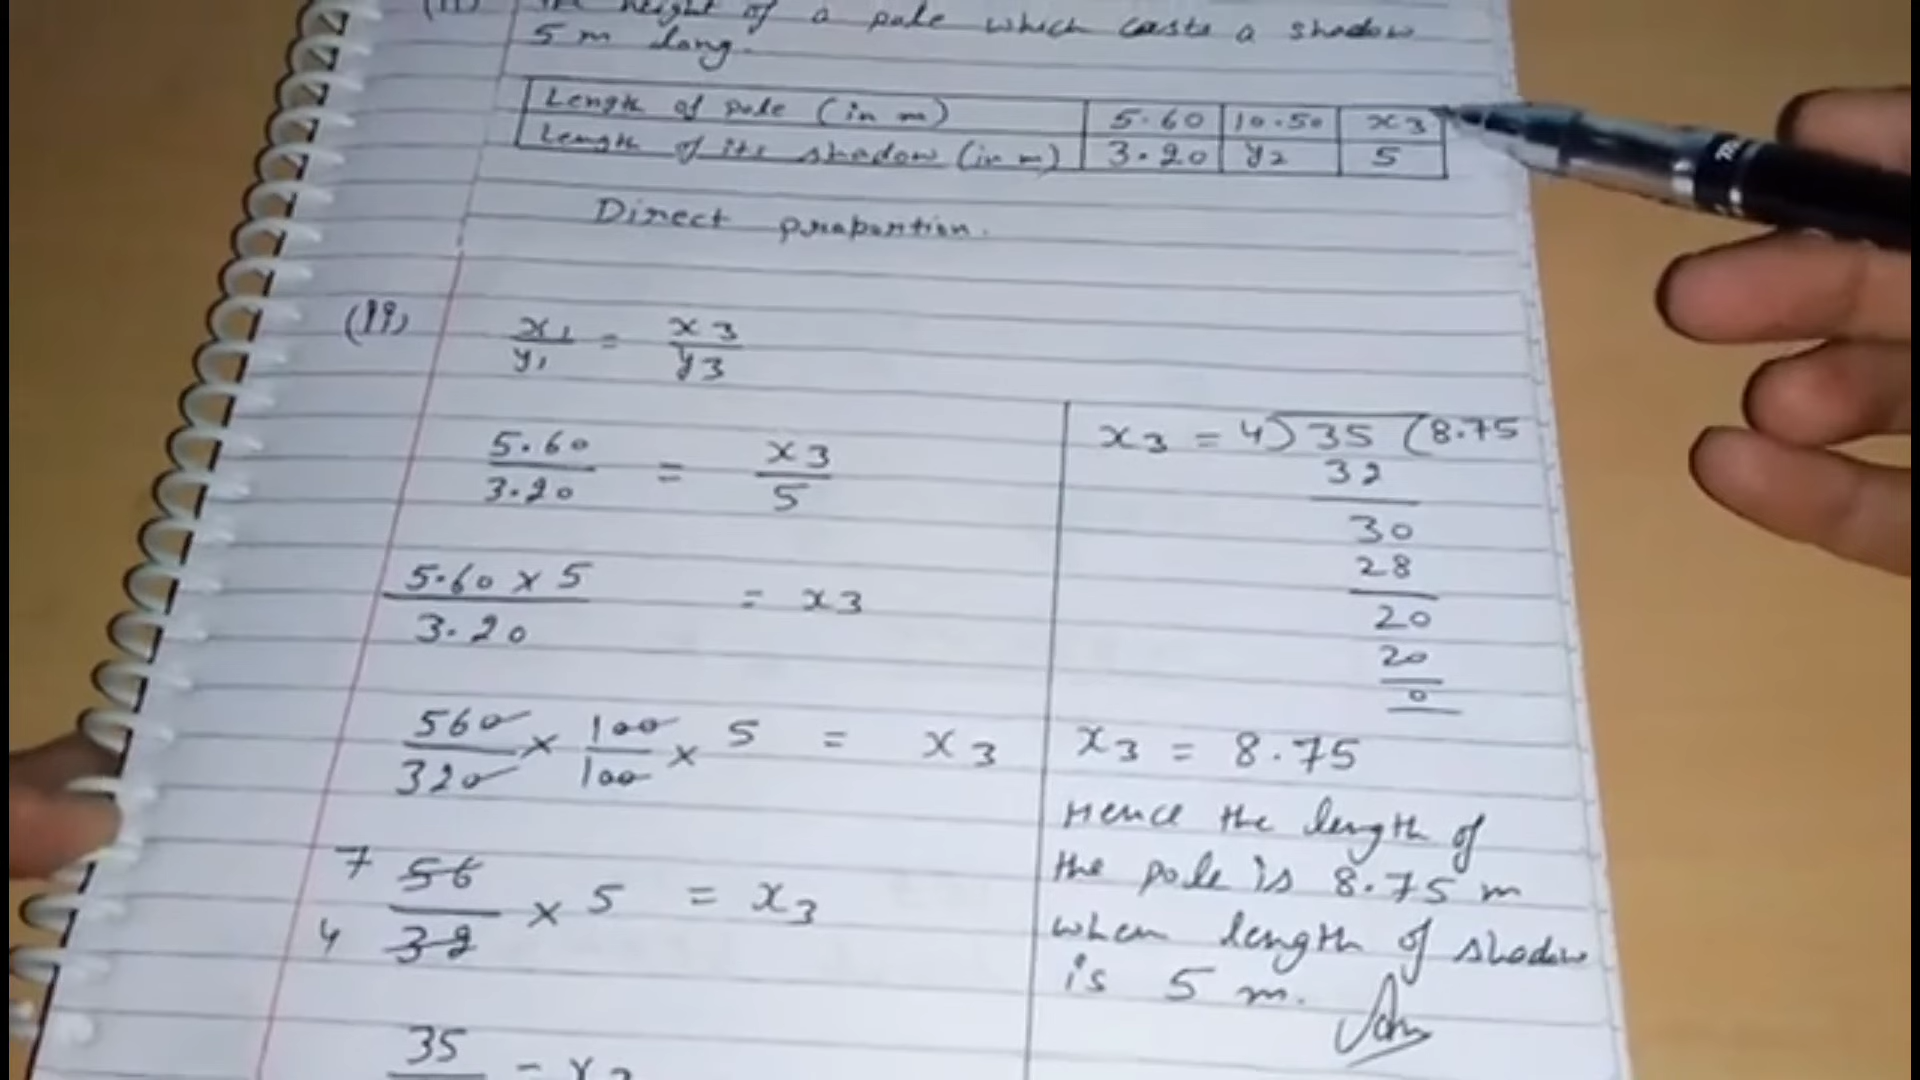 height of a pole which casts a shadow
5 m long.
Length of pole (in m) 5.60 10.50 x3
Length of its shadow (in m) 3.20 y2 5
Direct proportion.
(ii) x1/y1 = x3/y3
5.60/3.20 = x3/5
5.60 x 5/3.20 = x3
560/320 x 100/100 x 5 = x3
7 56/4 32 x 5 = x3
35
x3 = 4) 35 (8.75
32
30
28
20
20
0
x3 = 8.75
Hence the length of
the pole is 8.75 m
when length of shadow
is 5 m.